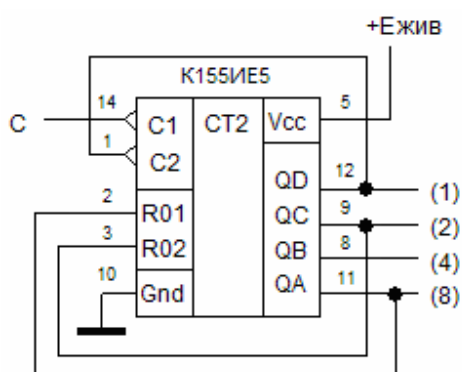 +Ежив
К155ИЕ5
C 14 C1 CT2 Vcc 5
1 C2
QD 12 (1)
2 R01 QC 9 (2)
3 R02 QB 8 (4)
10 Gnd QA 11 (8)